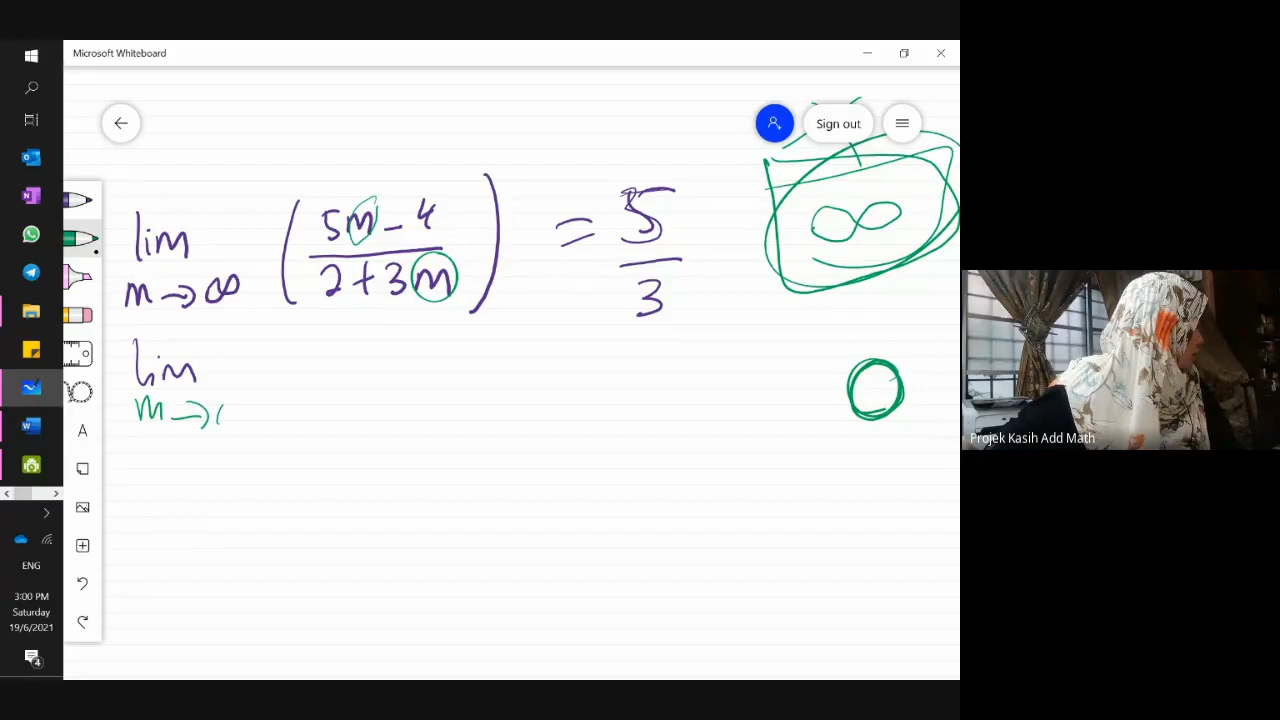 Microsoft Whiteboard
Sign out
lim ( 5m - 4 / 2 + 3m ) = 5 / 3
m → ∞
∞
lim
m →
A
ENG
3:00 PM
Saturday
19/6/2021
4
Projek Kasih Add Math